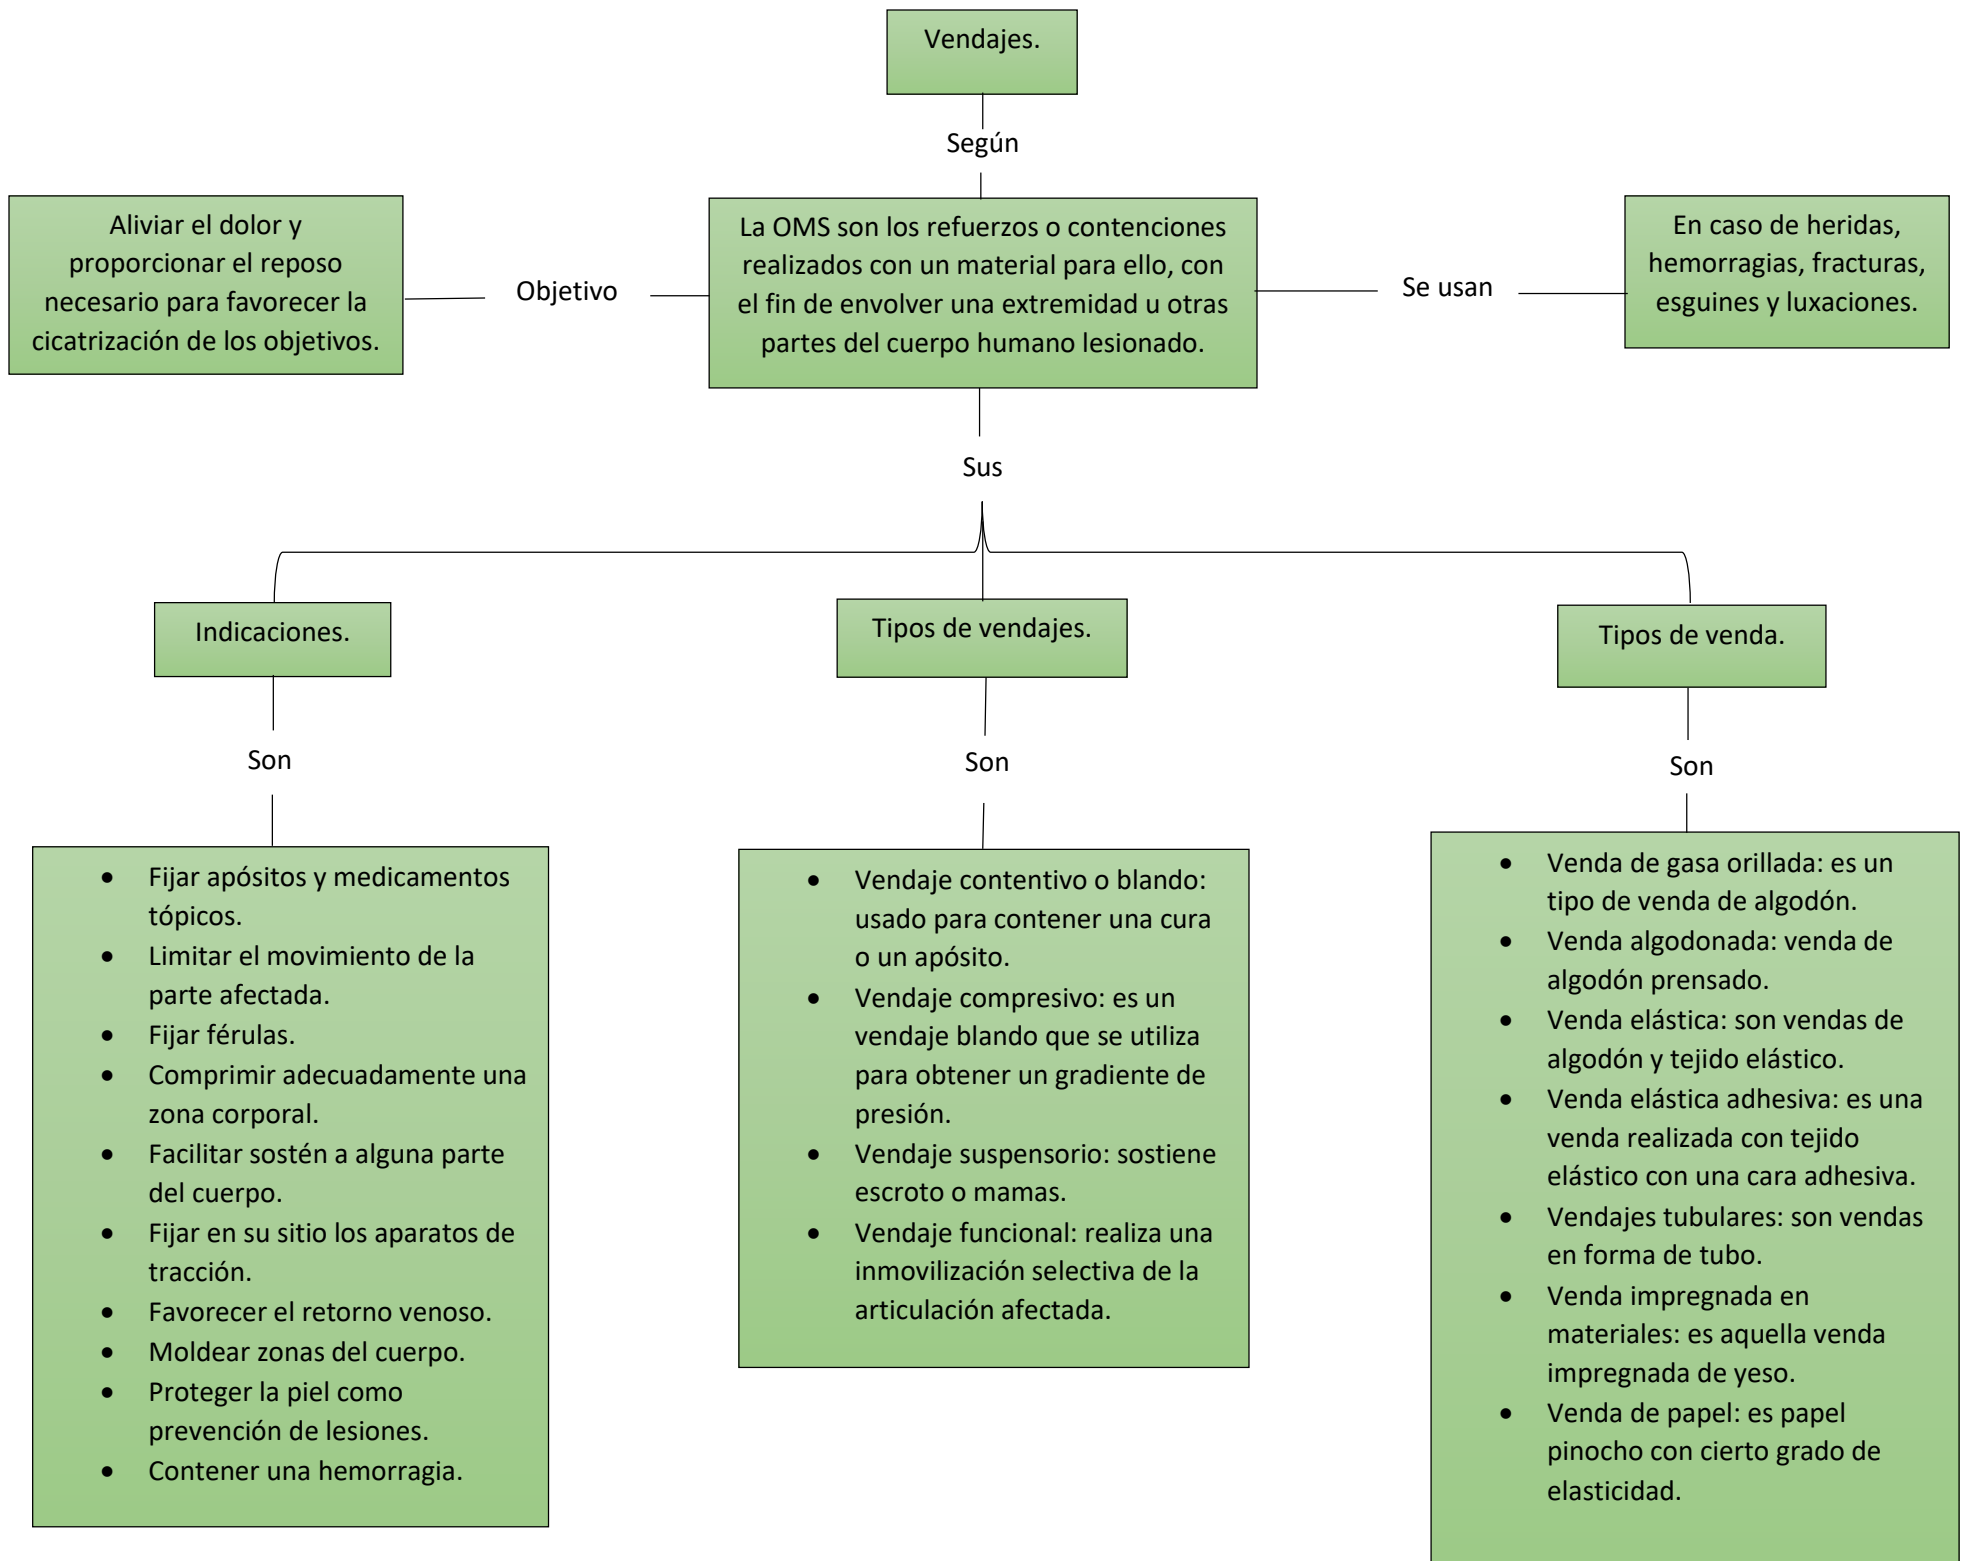 Vendajes.
Según
Aliviar el dolor y
proporcionar el reposo
necesario para favorecer la
cicatrización de los objetivos.
Objetivo
La OMS son los refuerzos o contenciones
realizados con un material para ello, con
el fin de envolver una extremidad u otras
partes del cuerpo humano lesionado.
Se usan
En caso de heridas,
hemorragias, fracturas,
esguines y luxaciones.
Sus
Indicaciones.
Tipos de vendajes.
Tipos de venda.
Son
Son
Son
• Fijar apósitos y medicamentos
tópicos.
• Limitar el movimiento de la
parte afectada.
• Fijar férulas.
• Comprimir adecuadamente una
zona corporal.
• Facilitar sostén a alguna parte
del cuerpo.
• Fijar en su sitio los aparatos de
tracción.
• Favorecer el retorno venoso.
• Moldear zonas del cuerpo.
• Proteger la piel como
prevención de lesiones.
• Contener una hemorragia.
• Vendaje contentivo o blando:
usado para contener una cura
o un apósito.
• Vendaje compresivo: es un
vendaje blando que se utiliza
para obtener un gradiente de
presión.
• Vendaje suspensorio: sostiene
escroto o mamas.
• Vendaje funcional: realiza una
inmovilización selectiva de la
articulación afectada.
• Venda de gasa orillada: es un
tipo de venda de algodón.
• Venda algodonada: venda de
algodón prensado.
• Venda elástica: son vendas de
algodón y tejido elástico.
• Venda elástica adhesiva: es una
venda realizada con tejido
elástico con una cara adhesiva.
• Vendajes tubulares: son vendas
en forma de tubo.
• Venda impregnada en
materiales: es aquella venda
impregnada de yeso.
• Venda de papel: es papel
pinocho con cierto grado de
elasticidad.